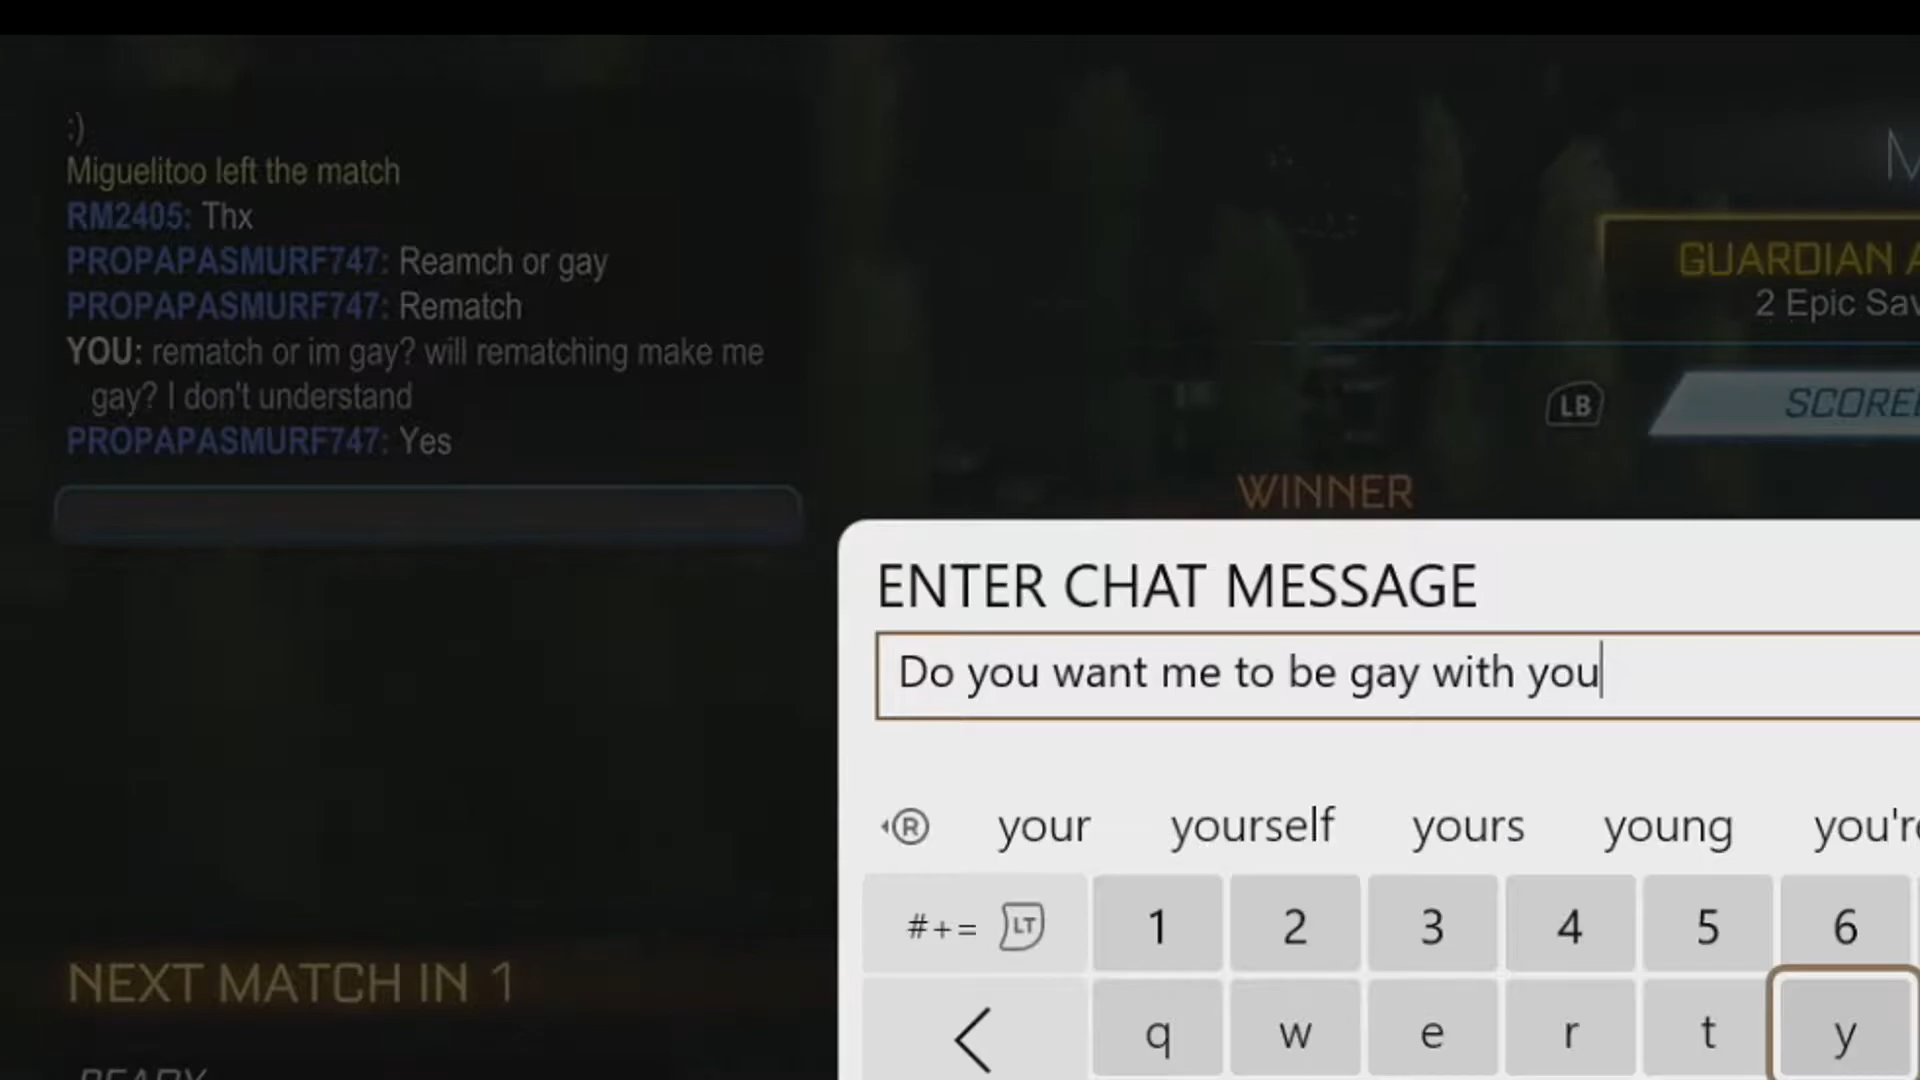 :)
Miguelitoo left the match
RM2405: Thx
PROPAPASMURF747: Reamch or gay
PROPAPASMURF747: Rematch
YOU: rematch or im gay? will rematching make me
gay? I don't understand
PROPAPASMURF747: Yes
GUARDIAN
2 Epic
LB
WINNER
ENTER CHAT MESSAGE
Do you want me to be gay with you
R your yourself yours young you're
#+= LT 1 2 3 4 5 6
q w e r t y
NEXT MATCH IN 1
READY